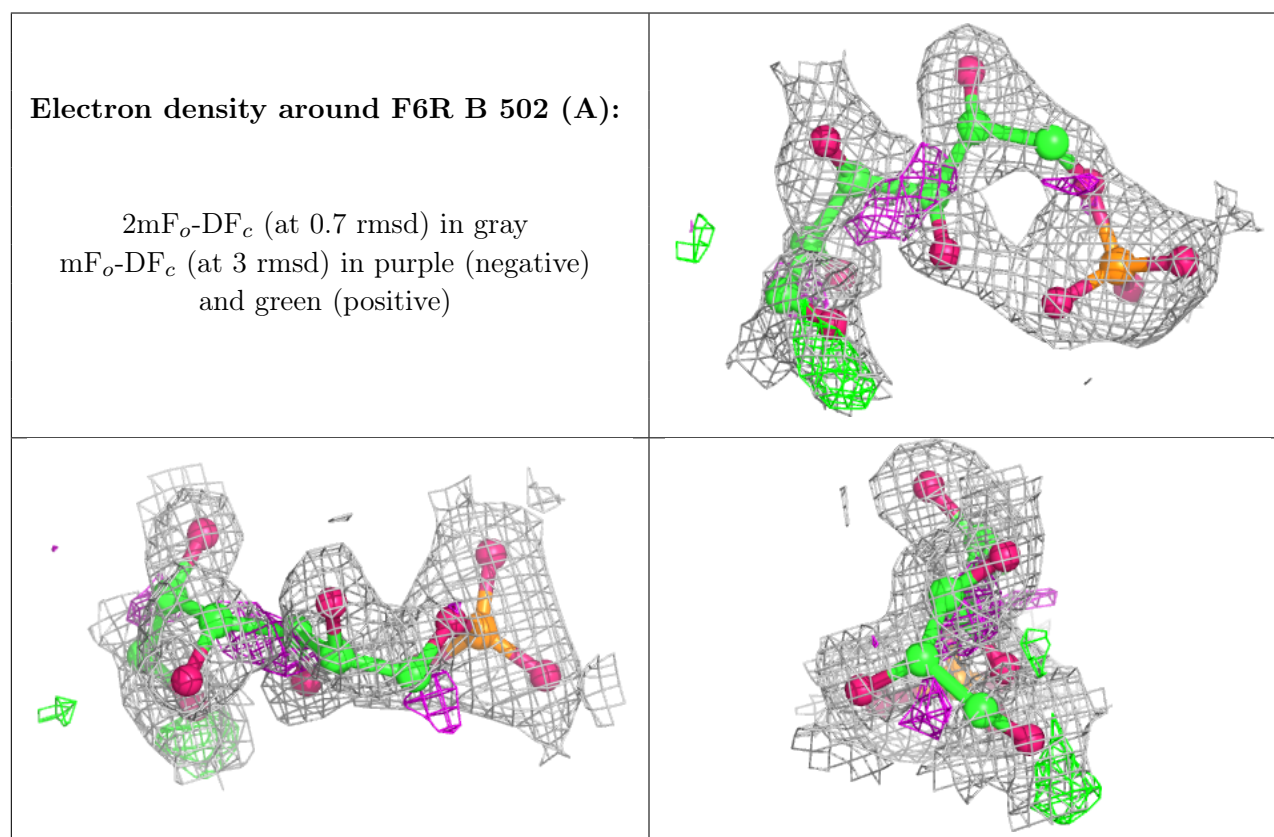 Electron density around F6R B 502 (A):
2mFo-DFc (at 0.7 rmsd) in gray
mFo-DFc (at 3 rmsd) in purple (negative)
and green (positive)